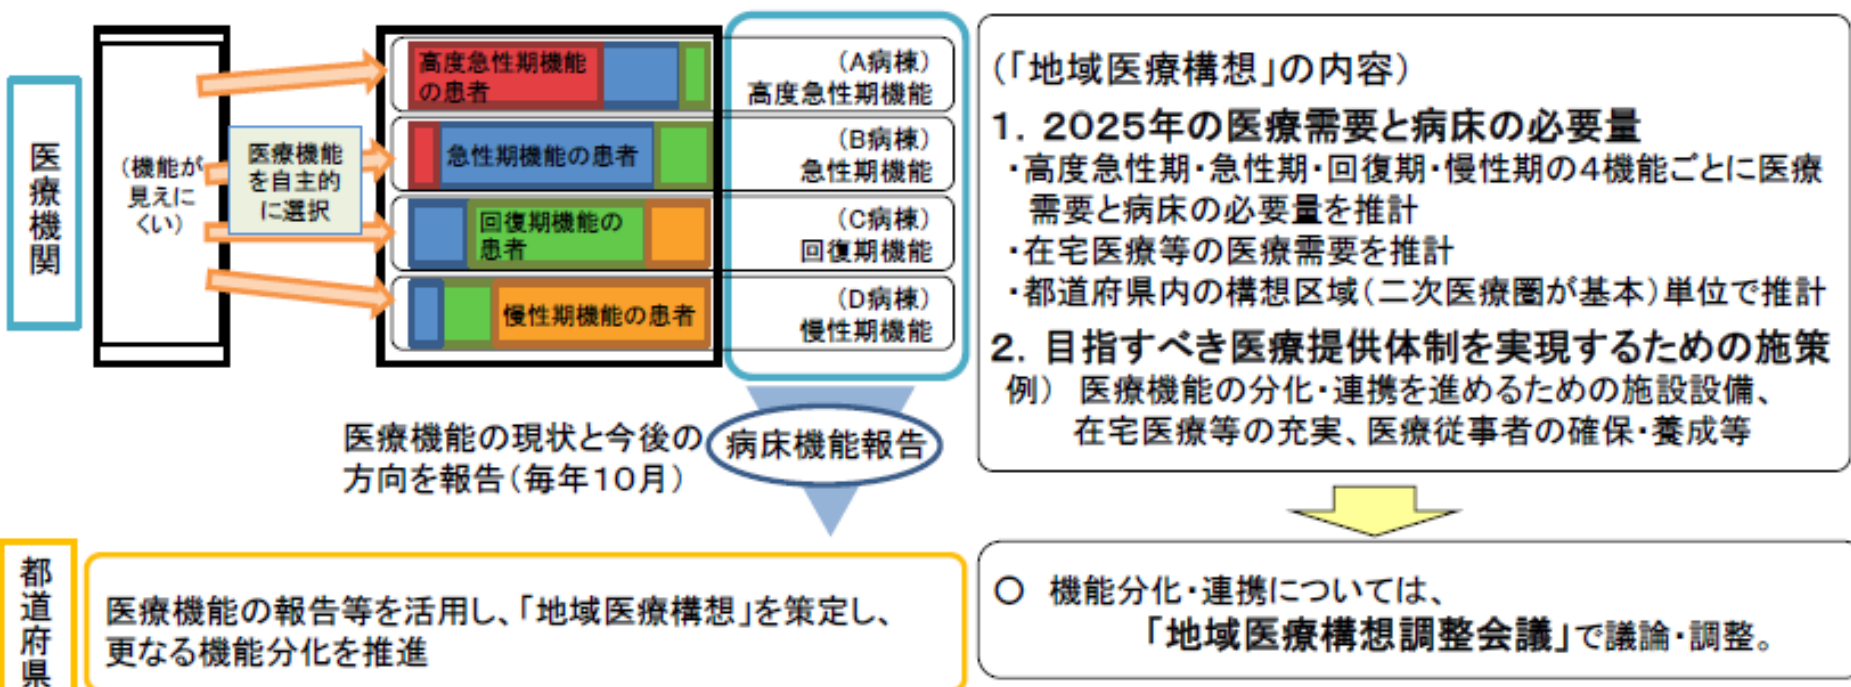 医療機関
(機能が
見えに
くい)
医療機能
を自主的
に選択
高度急性期機能
の患者
(A病棟)
高度急性期機能
急性期機能の患者
(B病棟)
急性期機能
回復期機能の
患者
(C病棟)
回復期機能
慢性期機能の患者
(D病棟)
慢性期機能
医療機能の現状と今後の
方向を報告(毎年10月)
病床機能報告
都道府県
医療機能の報告等を活用し、「地域医療構想」を策定し、
更なる機能分化を推進
(「地域医療構想」の内容)
1. 2025年の医療需要と病床の必要量
・高度急性期・急性期・回復期・慢性期の4機能ごとに医療
需要と病床の必要量を推計
・在宅医療等の医療需要を推計
・都道府県内の構想区域(二次医療圏が基本)単位で推計
2. 目指すべき医療提供体制を実現するための施策
例) 医療機能の分化・連携を進めるための施設設備、
在宅医療等の充実、医療従事者の確保・養成等
○ 機能分化・連携については、
「地域医療構想調整会議」で議論・調整。